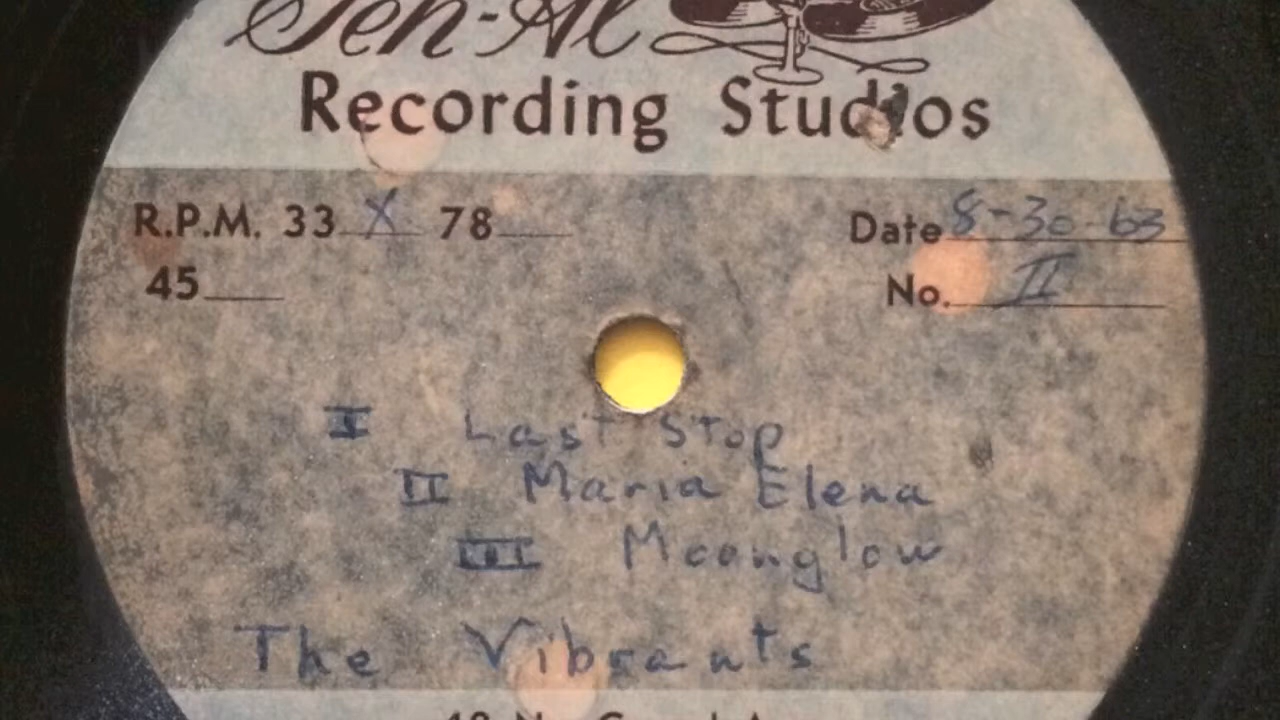 Recording Studios
R.P.M. 33 X 78
Date 8-30-63
45
No. II
I Last Stop
II Maria Elena
III Moonglow
The Vibrants